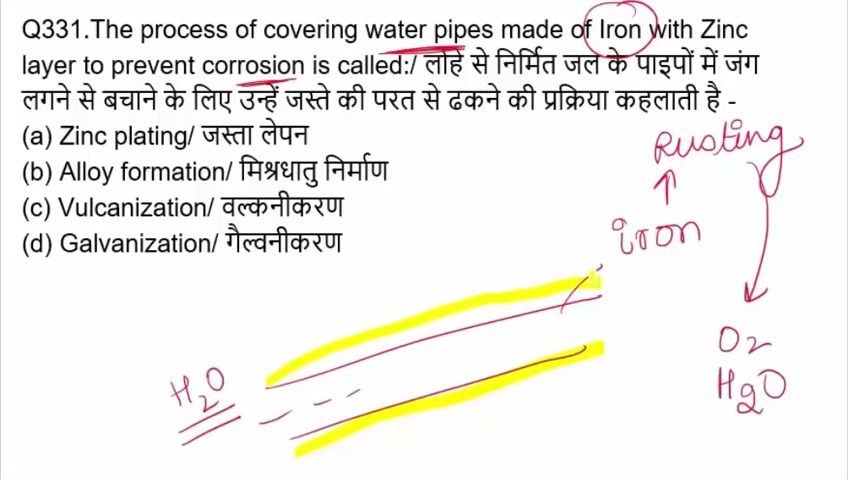 Q331.The process of covering water pipes made of Iron with Zinc
layer to prevent corrosion is called:/ लोहे से निर्मित जल के पाइपों में जंग
लगने से बचाने के लिए उन्हें जस्ते की परत से ढकने की प्रक्रिया कहलाती है -
(a) Zinc plating/ जस्ता लेपन
(b) Alloy formation/ मिश्रधातु निर्माण
(c) Vulcanization/ वल्कनीकरण
(d) Galvanization/ गैल्वनीकरण
Rusting
iron
O2
H2O
H2O